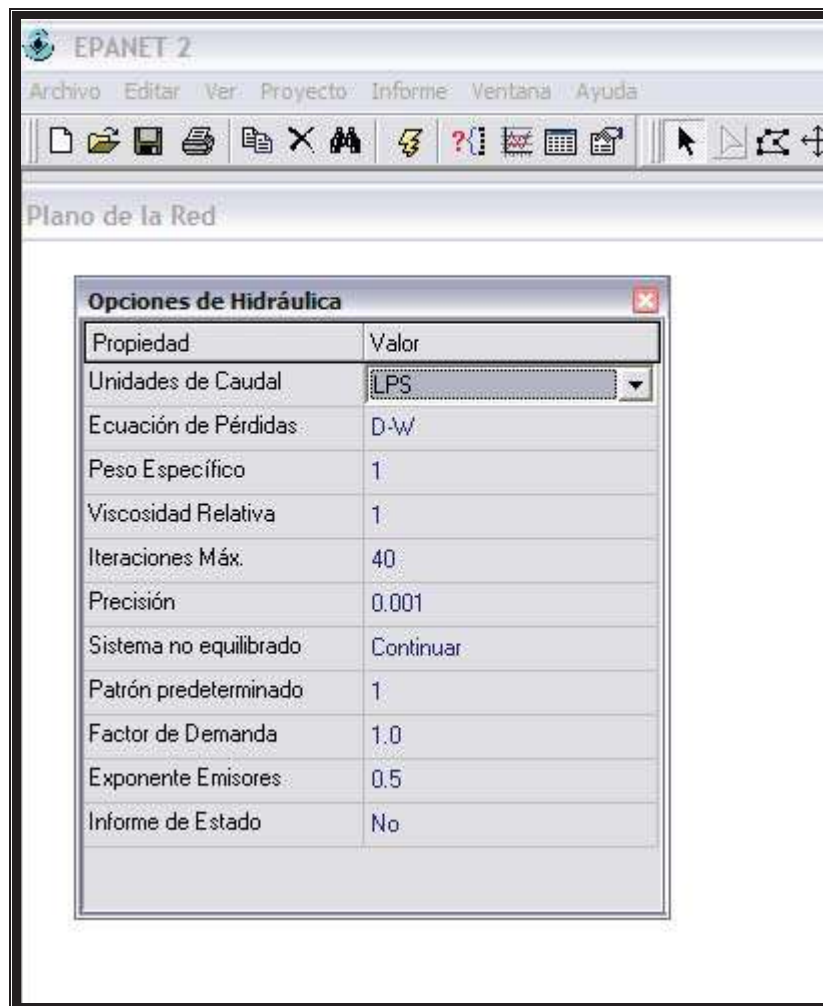 EPANET 2
Archivo Editar Ver Proyecto Informe Ventana Ayuda
Plano de la Red
Opciones de Hidráulica
Propiedad Valor
Unidades de Caudal LPS
Ecuación de Pérdidas D-W
Peso Específico 1
Viscosidad Relativa 1
Iteraciones Máx. 40
Precisión 0.001
Sistema no equilibrado Continuar
Patrón predeterminado 1
Factor de Demanda 1.0
Exponente Emisores 0.5
Informe de Estado No